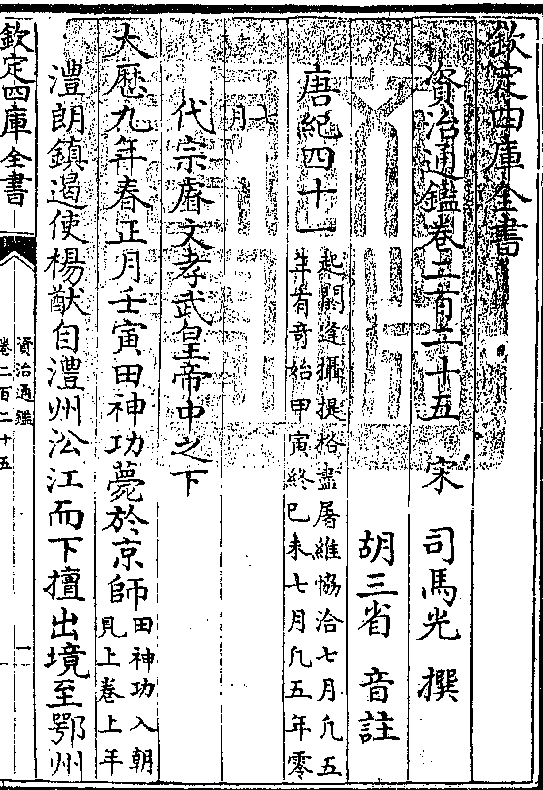 欽定四庫全書
資治通鑑卷二百二十五 宋 司馬光 撰
胡三省 音註
唐紀四十一
起閼逢攝提格盡屠維協洽七月凡五
年有奇始甲寅終已未七月凡五年零
七月
代宗睿文孝武皇帝中之下
大歷九年春正月壬寅田神功薨於京師
田神功入朝
見上卷上年
澧朗鎮遏使楊猷自澧州沿江而下擅出境至鄂州
欽定四庫全書
資治通鑑
卷二百二十五
一